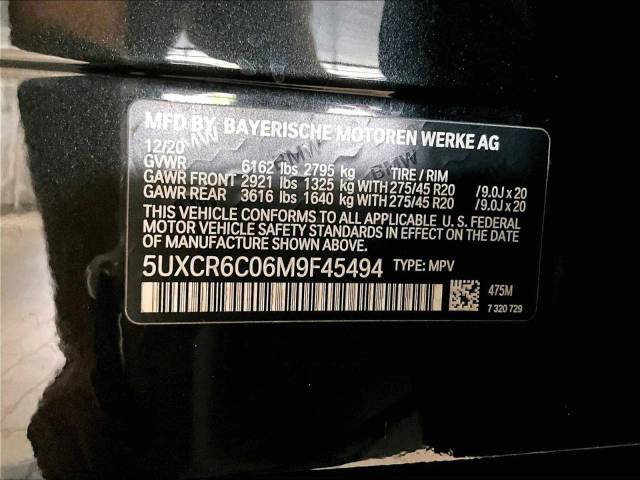 MFD BY BAYERISCHE MOTOREN WERKE AG
12/20
GVWR 6162 lbs 2795 kg TIRE / RIM
GAWR FRONT 2921 lbs 1325 kg WITH 275/45 R20 / 9.0J x 20
GAWR REAR 3616 lbs 1640 kg WITH 275/45 R20 / 9.0J x 20
THIS VEHICLE CONFORMS TO ALL APPLICABLE U. S. FEDERAL
MOTOR VEHICLE SAFETY STANDARDS IN EFFECT ON THE DATE
OF MANUFACTURE SHOWN ABOVE.
5UXCR6C06M9F45494 TYPE: MPV
475M
7 320 729
BMW BMW BMW